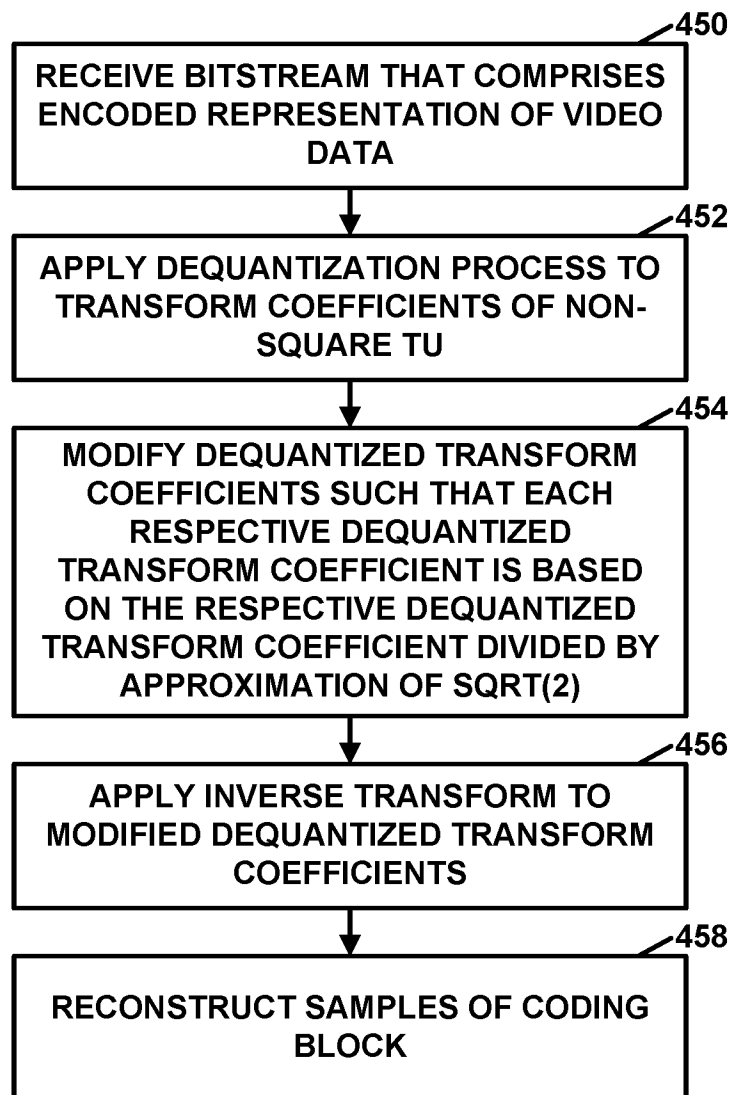 450
RECEIVE BITSTREAM THAT COMPRISES
ENCODED REPRESENTATION OF VIDEO
DATA
452
APPLY DEQUANTIZATION PROCESS TO
TRANSFORM COEFFICIENTS OF NON-
SQUARE TU
454
MODIFY DEQUANTIZED TRANSFORM
COEFFICIENTS SUCH THAT EACH
RESPECTIVE DEQUANTIZED
TRANSFORM COEFFICIENT IS BASED
ON THE RESPECTIVE DEQUANTIZED
TRANSFORM COEFFICIENT DIVIDED BY
APPROXIMATION OF SQRT(2)
456
APPLY INVERSE TRANSFORM TO
MODIFIED DEQUANTIZED TRANSFORM
COEFFICIENTS
458
RECONSTRUCT SAMPLES OF CODING
BLOCK